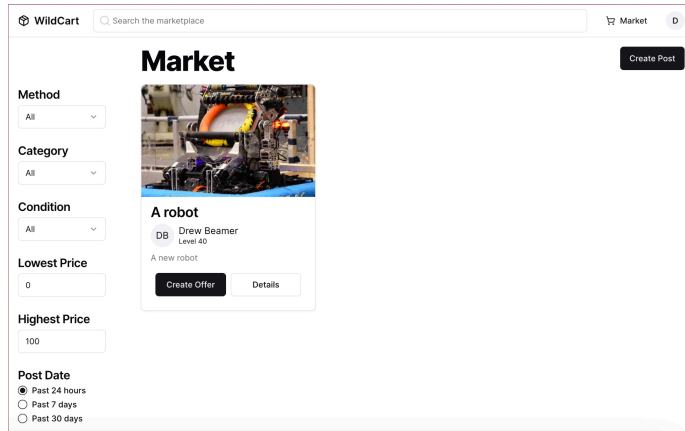 WildCart
Search the marketplace
Market
D
Market
Create Post
Method
All
Category
All
Condition
All
Lowest Price
0
Highest Price
100
Post Date
Past 24 hours
Past 7 days
Past 30 days
A robot
DB
Drew Beamer
Level 40
A new robot
Create Offer
Details